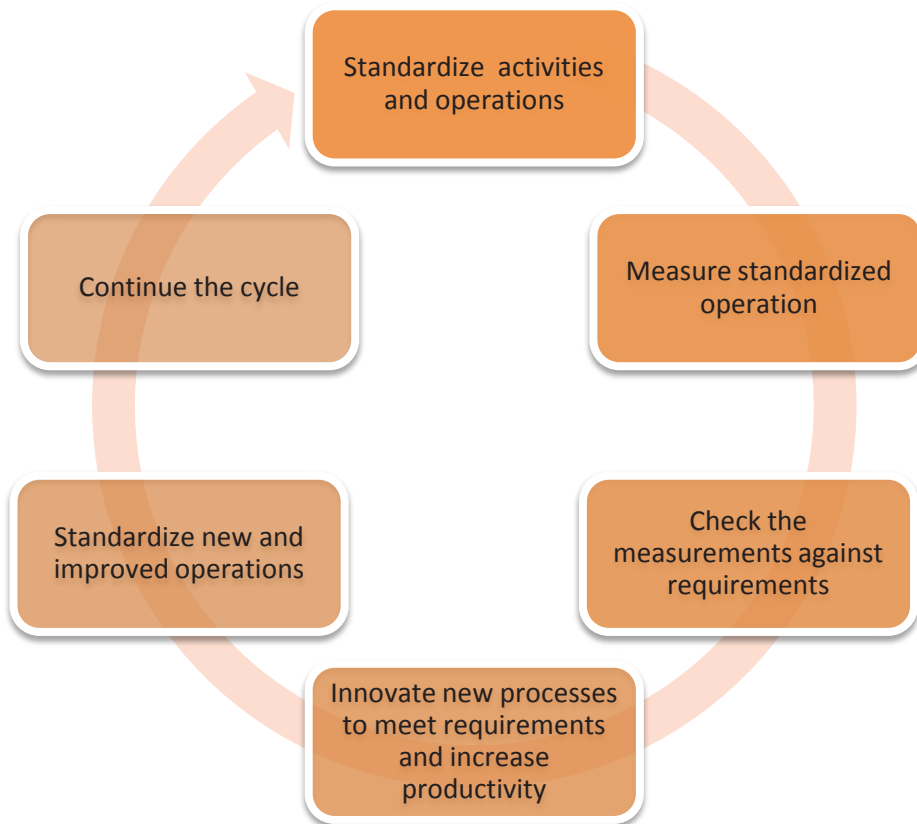 Standardize activities
and operations
Measure standardized
operation
Check the
measurements against
requirements
Innovate new processes
to meet requirements
and increase
productivity
Standardize new and
improved operations
Continue the cycle